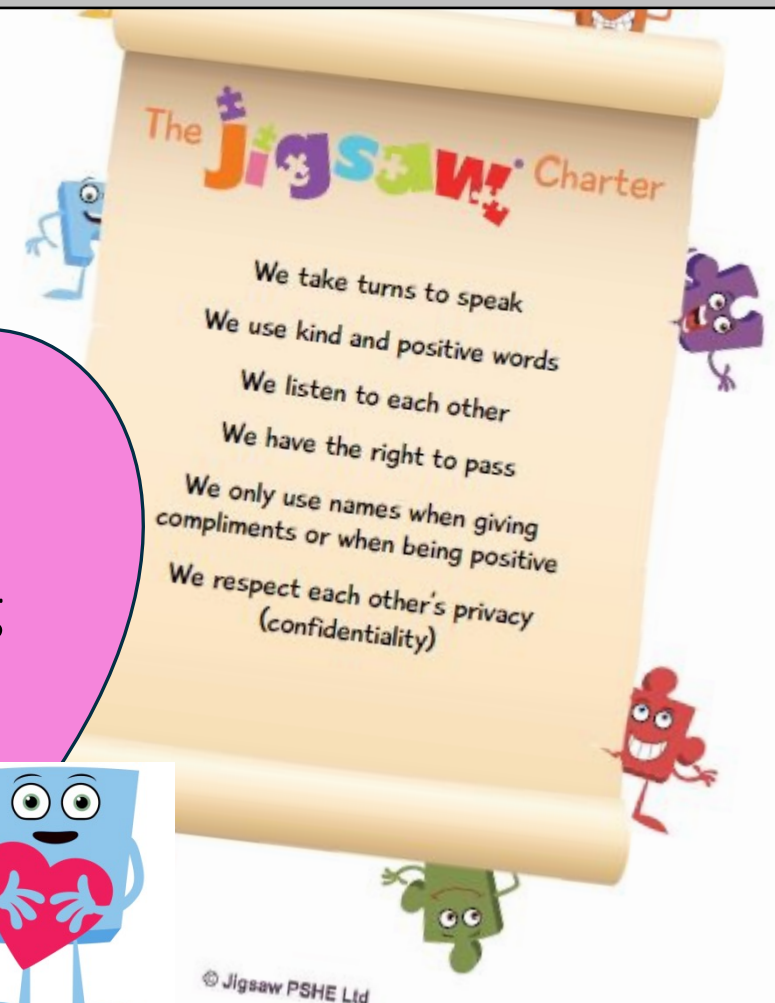 The jigsaw Charter
We take turns to speak
We use kind and positive words
We listen to each other
We have the right to pass
We only use names when giving
compliments or when being positive
We respect each other's privacy
(confidentiality)
© Jigsaw PSHE Ltd